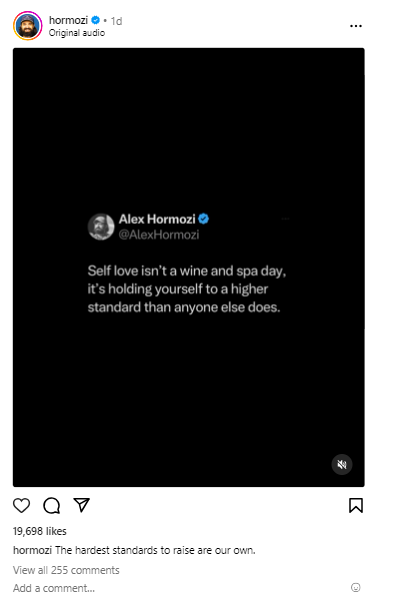 hormozi • 1d
Original audio
Alex Hormozi
@AlexHormozi
Self love isn't a wine and spa day,
it's holding yourself to a higher
standard than anyone else does.
19,698 likes
hormozi The hardest standards to raise are our own.
View all 255 comments
Add a comment...